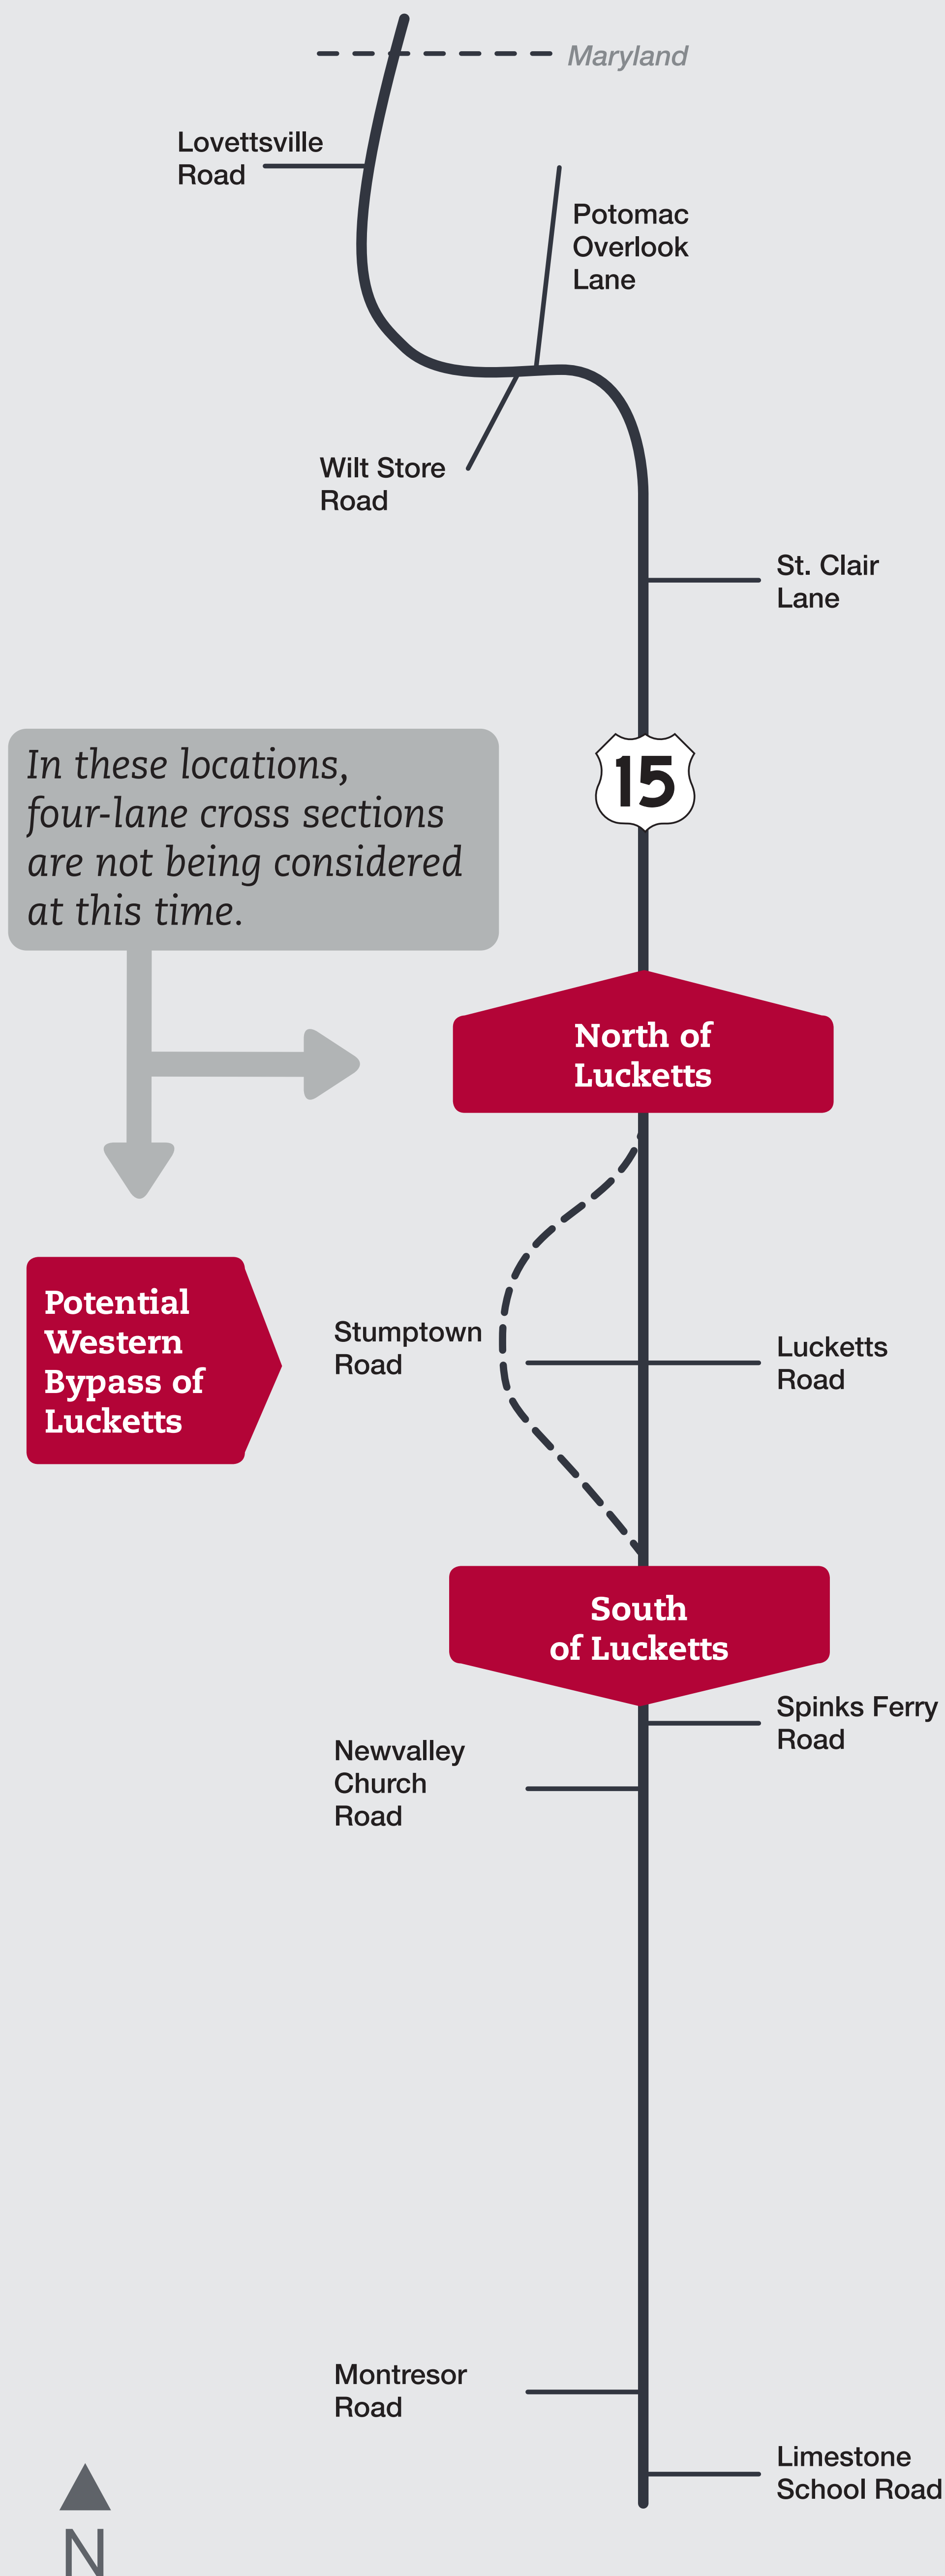 Maryland
Lovettsville
Road
Potomac
Overlook
Lane
Wilt Store
Road
St. Clair
Lane
In these locations,
four-lane cross sections
are not being considered
at this time.
15
North of
Lucketts
Potential
Western
Bypass of
Lucketts
Stumptown
Road
Lucketts
Road
South
of Lucketts
Spinks Ferry
Road
Newvalley
Church
Road
Montresor
Road
Limestone
School Road
N